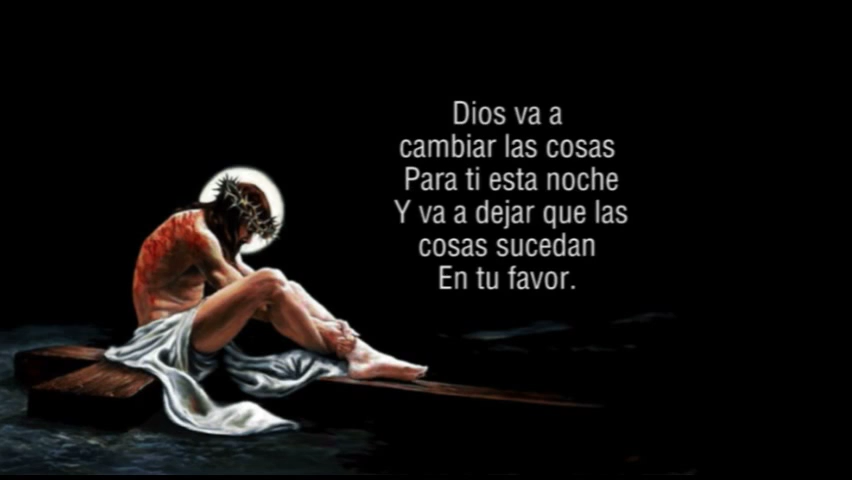 Dios va a
cambiar las cosas
Para ti esta noche
Y va a dejar que las
cosas sucedan
En tu favor.